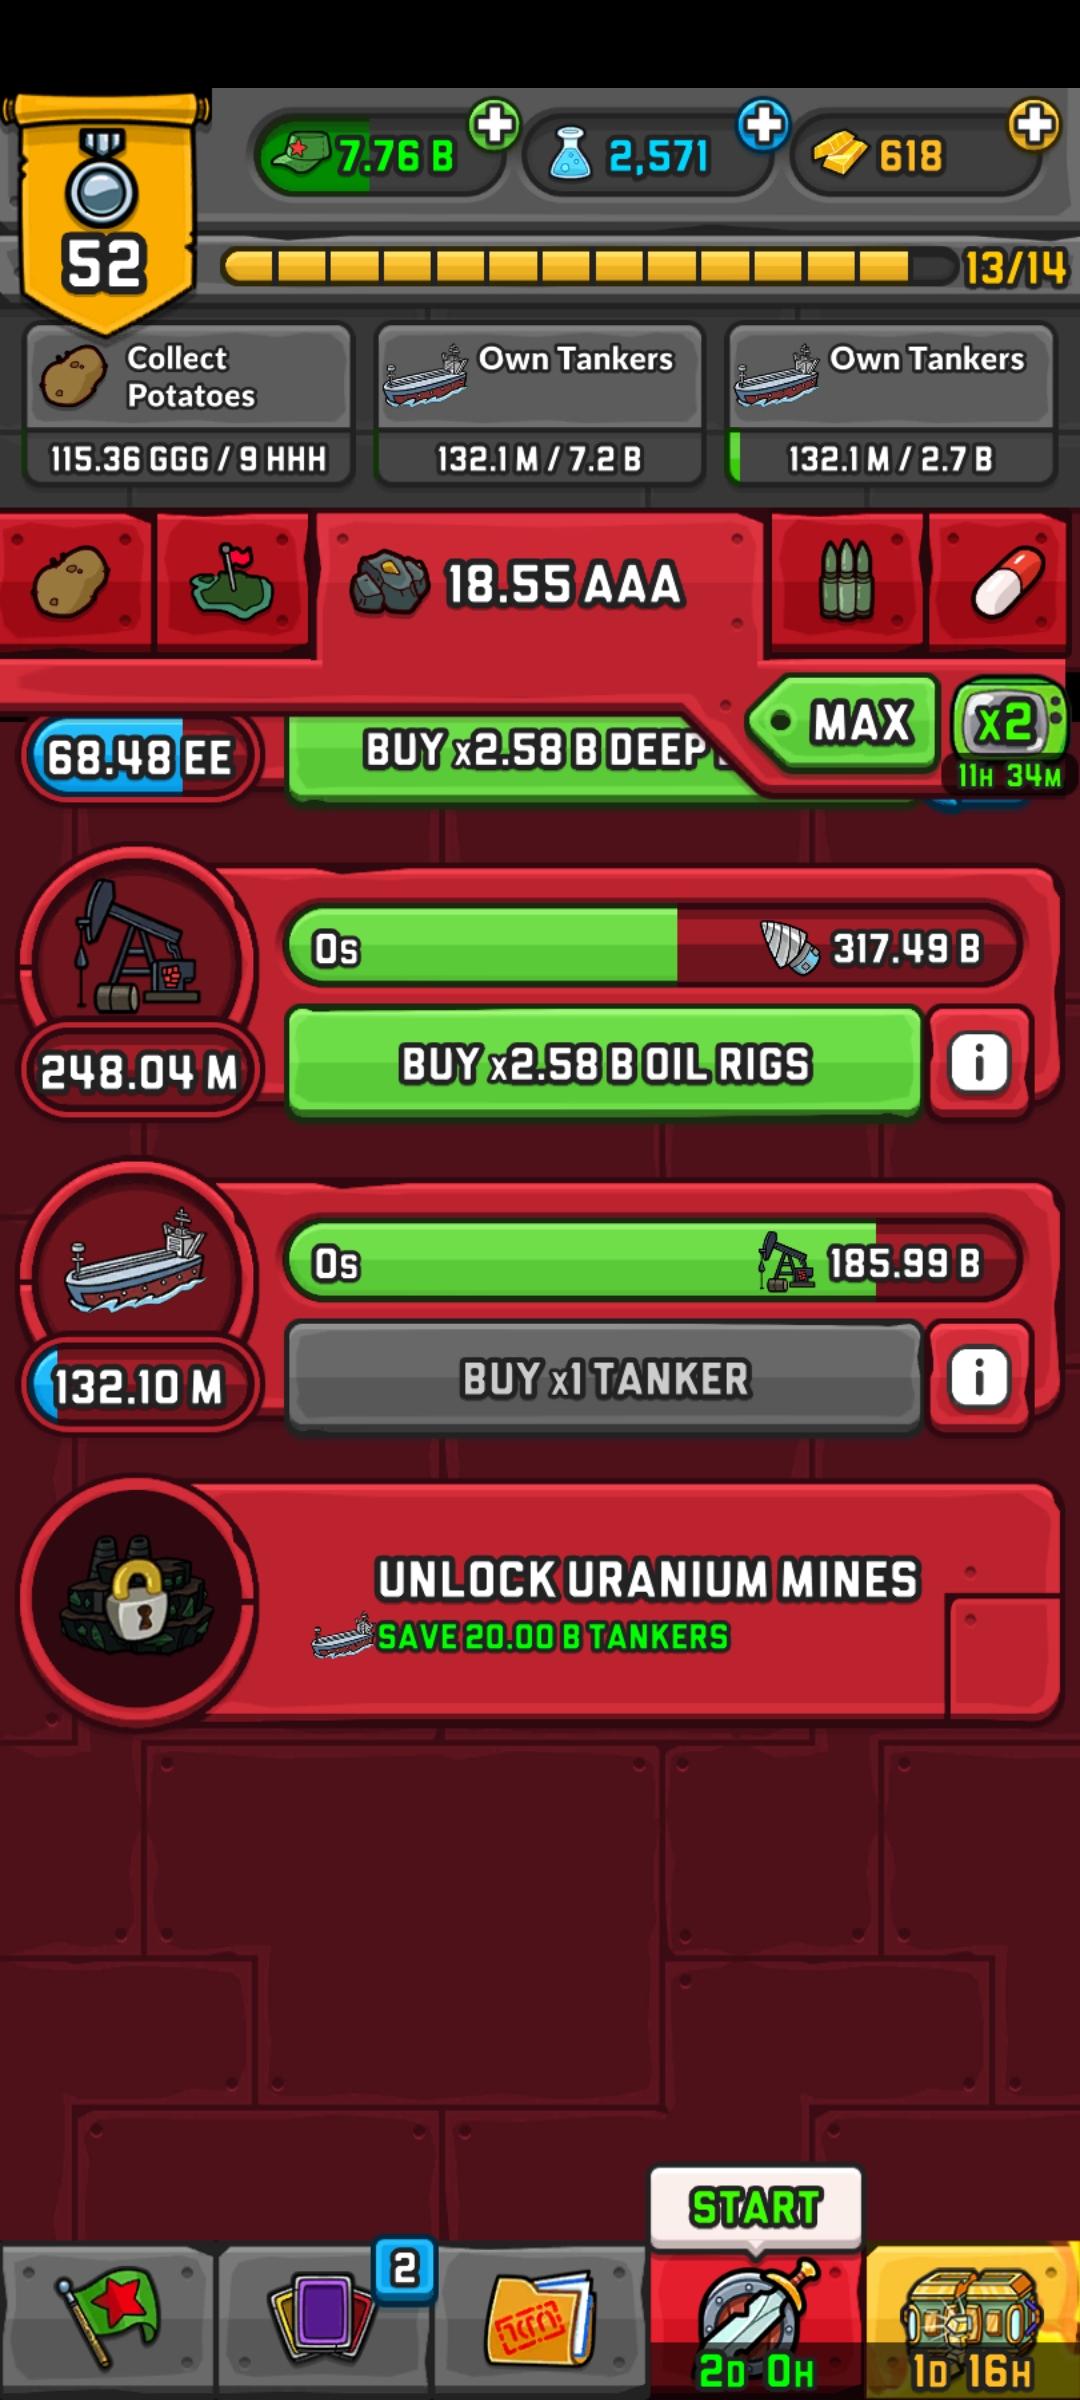 7.76 B
2,571
618
52
13/14
Collect
Potatoes
115.36 GGG / 9 HHH
Own Tankers
132.1 M / 7.2 B
Own Tankers
132.1 M / 2.7 B
18.55 AAA
MAX
x2
11H 34M
68.48 EE
BUY x2.58 B DEEP
0s
317.49 B
248.04 M
BUY x2.58 B OIL RIGS
i
0s
185.99 B
132.10 M
BUY x1 TANKER
i
UNLOCK URANIUM MINES
SAVE 20.00 B TANKERS
START
2
2D 0H
1D 16H